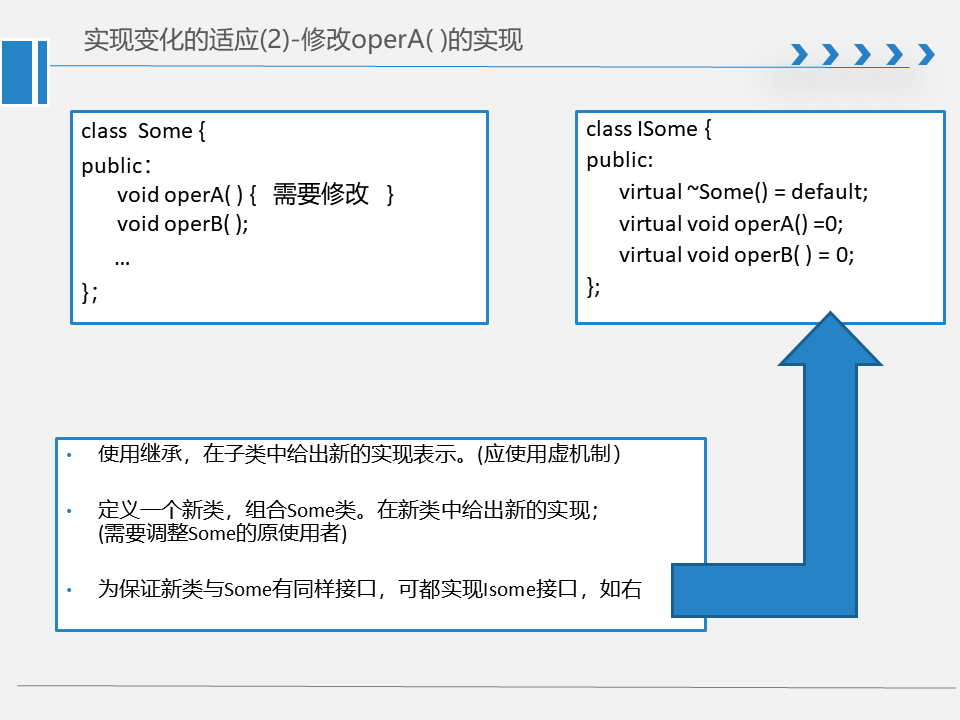 实现变化的适应(2)-修改operA( )的实现
class  Some {
public：
void operA( ) {   需要修改   }
void operB( );
…
}；
class ISome {
public:
virtual ~Some() = default;
virtual void operA() =0;
virtual void operB( ) = 0;
};
• 使用继承，在子类中给出新的实现表示。(应使用虚机制）
• 定义一个新类，组合Some类。在新类中给出新的实现；
(需要调整Some的原使用者)
• 为保证新类与Some有同样接口，可都实现Isome接口，如右